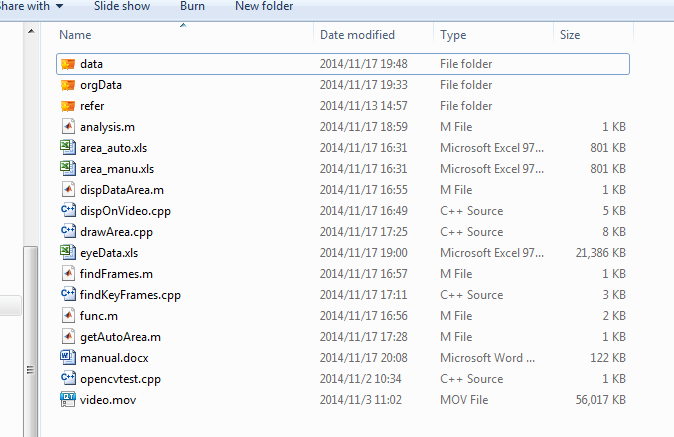 Share with Slide show Burn New folder
Name Date modified Type Size
data 2014/11/17 19:48 File folder
orgData 2014/11/17 19:33 File folder
refer 2014/11/13 14:57 File folder
analysis.m 2014/11/17 18:59 M File 1 KB
area_auto.xls 2014/11/17 16:31 Microsoft Excel 97... 801 KB
area_manu.xls 2014/11/17 16:31 Microsoft Excel 97... 801 KB
dispDataArea.m 2014/11/17 16:55 M File 1 KB
dispOnVideo.cpp 2014/11/17 16:49 C++ Source 5 KB
drawArea.cpp 2014/11/17 17:25 C++ Source 8 KB
eyeData.xls 2014/11/17 19:00 Microsoft Excel 97... 21,386 KB
findFrames.m 2014/11/17 16:57 M File 1 KB
findKeyFrames.cpp 2014/11/17 17:11 C++ Source 3 KB
func.m 2014/11/17 16:56 M File 2 KB
getAutoArea.m 2014/11/17 17:28 M File 1 KB
manual.docx 2014/11/17 20:08 Microsoft Word ... 122 KB
opencvtest.cpp 2014/11/2 10:34 C++ Source 1 KB
video.mov 2014/11/3 11:02 MOV File 56,017 KB